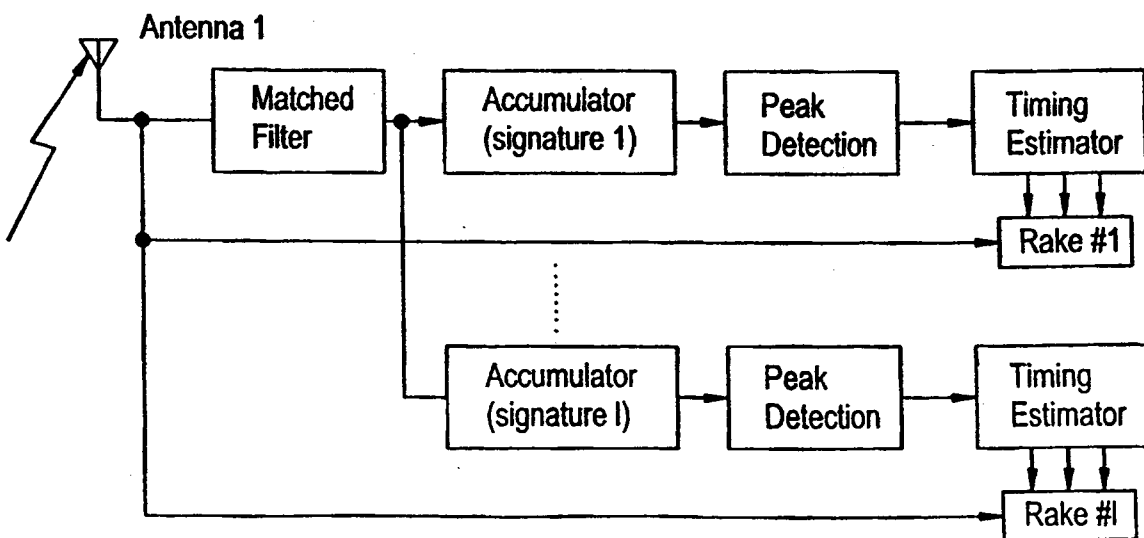 Antenna 1
Matched
Filter
Accumulator
(signature 1)
Peak
Detection
Timing
Estimator
Rake #1
Accumulator
(signature l)
Peak
Detection
Timing
Estimator
Rake #l